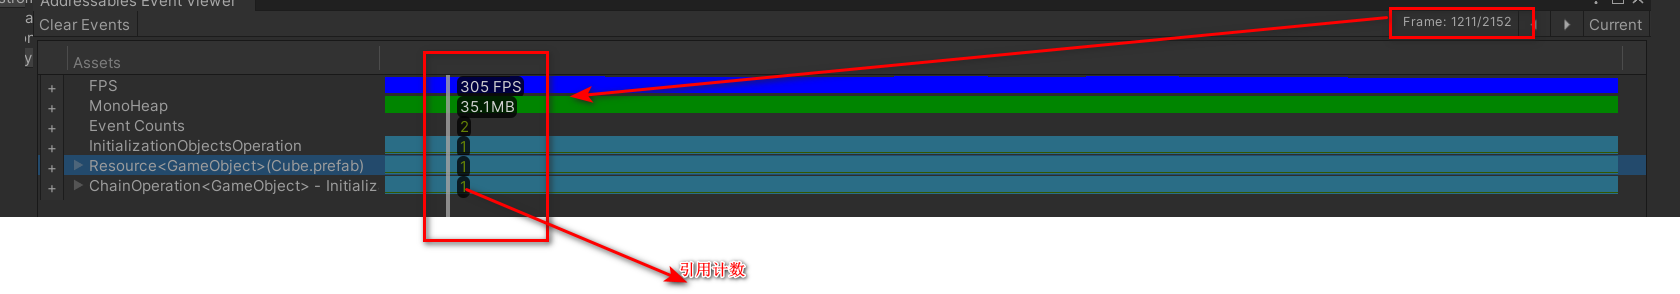 Addressables Event Viewer
Clear Events
Frame: 1211/2152
Current
Assets
FPS
305 FPS
MonoHeap
35.1MB
Event Counts
2
InitializationObjectsOperation
1
Resource<GameObject>(Cube.prefab)
1
ChainOperation<GameObject> - Initializ
1
引用计数